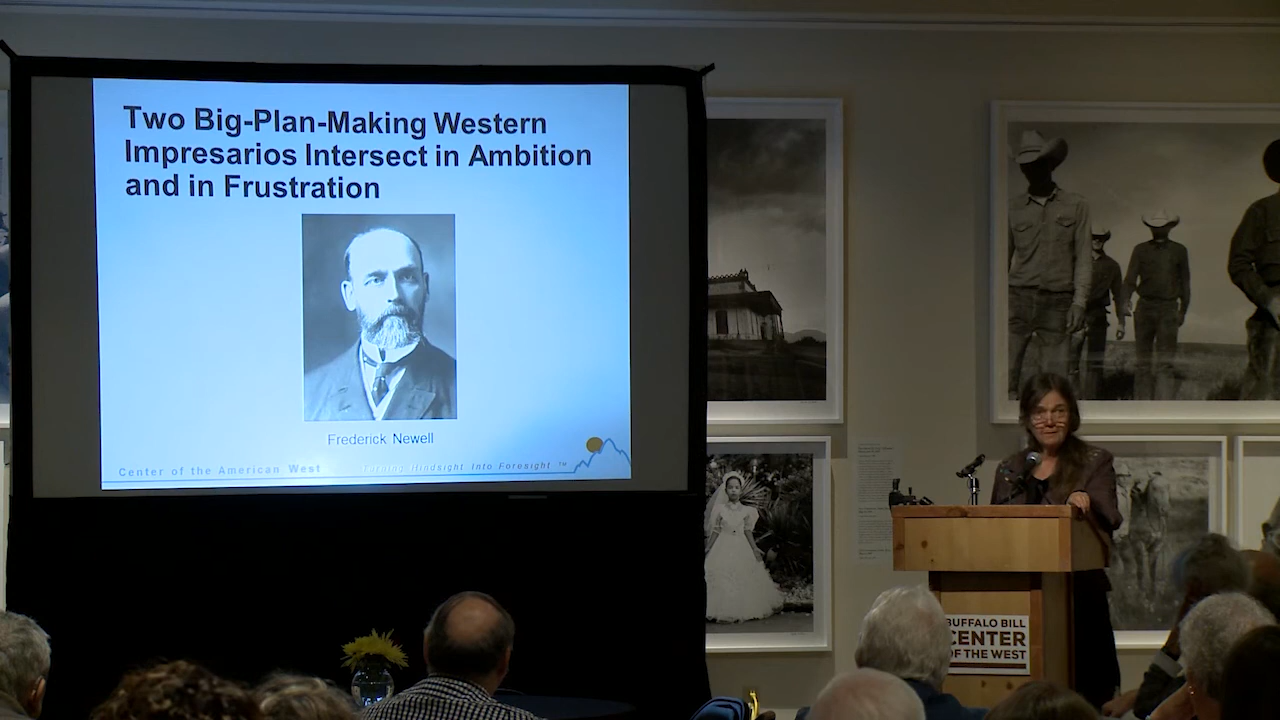 Two Big-Plan-Making Western
Impresarios Intersect in Ambition
and in Frustration
Frederick Newell
Center of the American West
Turning Hindsight Into Foresight ™
BUFFALO BILL
CENTER
OF THE WEST